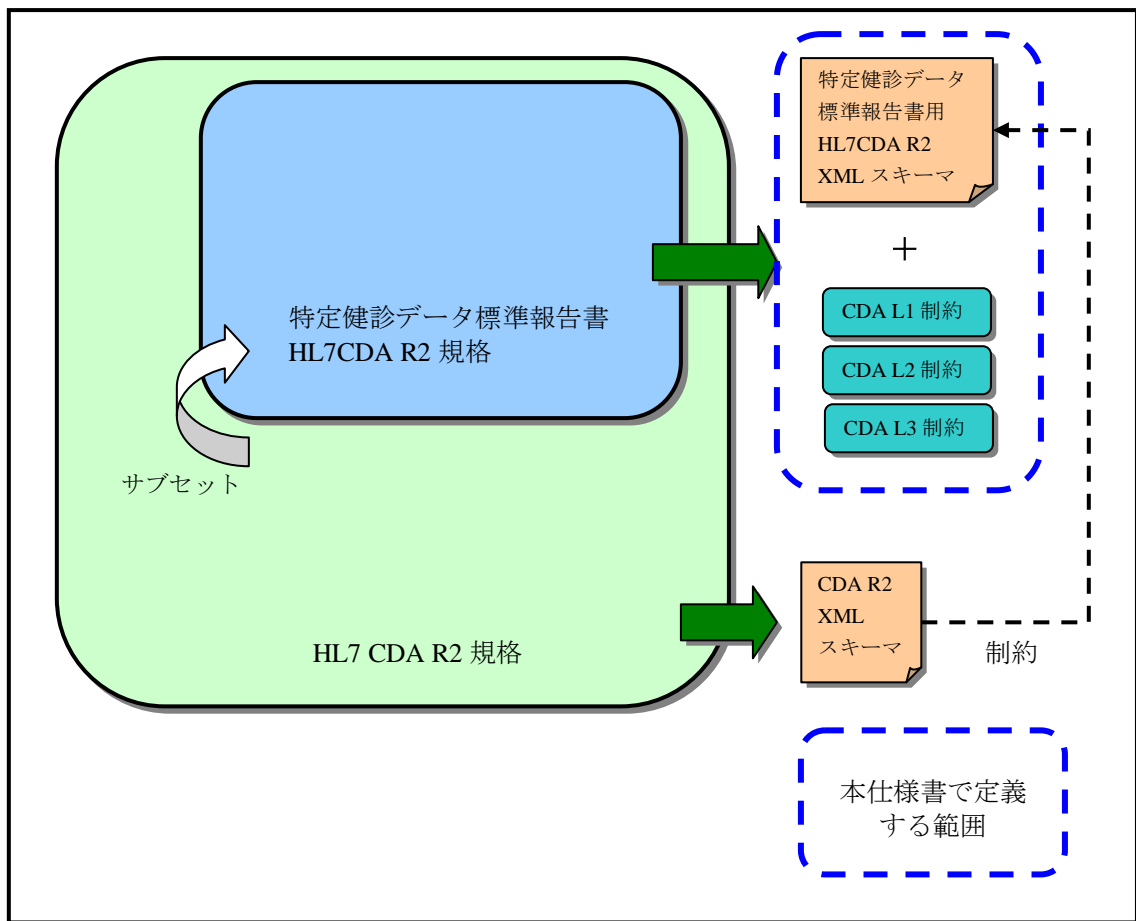 特定健診データ標準報告書
HL7CDA R2 規格
サブセット
HL7 CDA R2 規格
特定健診データ
標準報告書用
HL7CDA R2
XML スキーマ
＋
CDA L1 制約
CDA L2 制約
CDA L3 制約
CDA R2
XML
スキーマ
制約
本仕様書で定義
する範囲